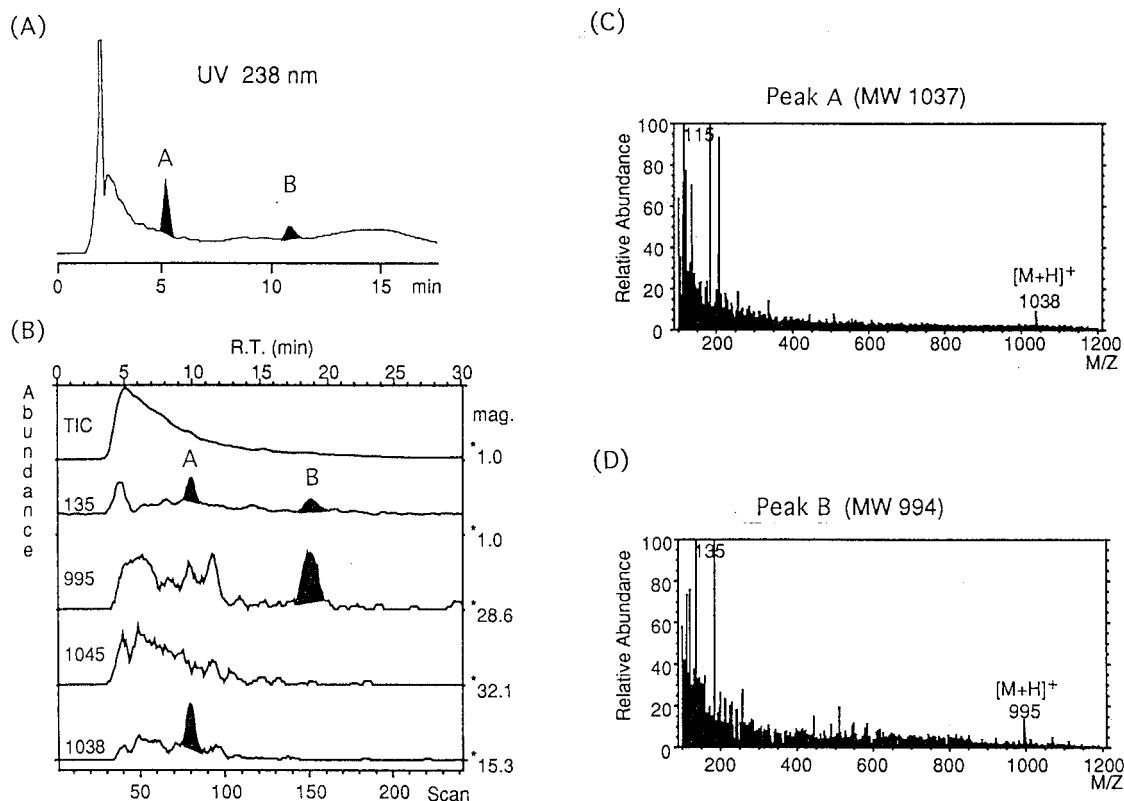 (A)
UV 238 nm
A
B
0 5 10 15 min
(B)
R.T. (min)
0 5 10 15 20 25 30
Abundance
mag.
TIC
* 1.0
A
B
135
* 1.0
995
* 28.6
1045
* 32.1
1038
* 15.3
50 100 150 200 Scan
(C)
Peak A (MW 1037)
Relative Abundance
100
80
60
40
20
0
115
[M+H]+
1038
200 400 600 800 1000 1200
M/Z
(D)
Peak B (MW 994)
Relative Abundance
100
80
60
40
20
0
135
[M+H]+
995
200 400 600 800 1000 1200
M/Z